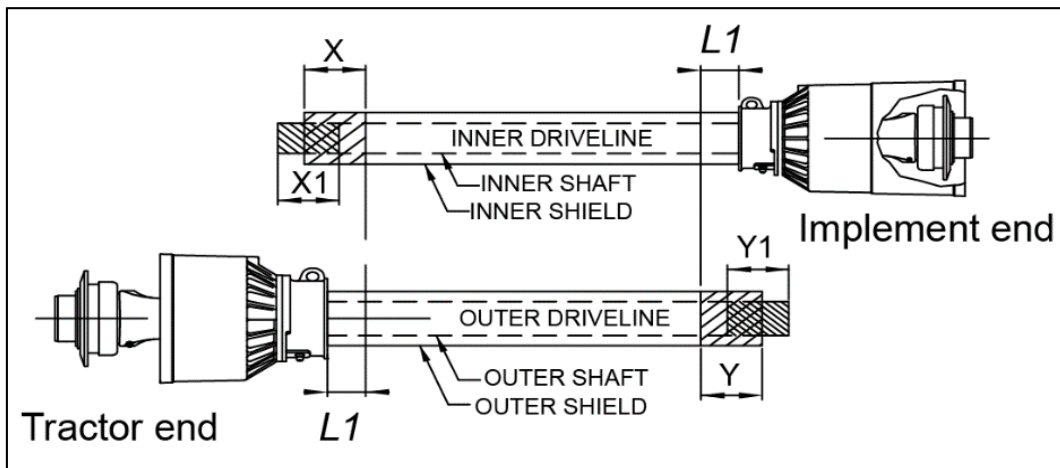 X
L1
INNER DRIVELINE
INNER SHAFT
INNER SHIELD
X1
Implement end
Y1
OUTER DRIVELINE
OUTER SHAFT
OUTER SHIELD
Y
Tractor end
L1